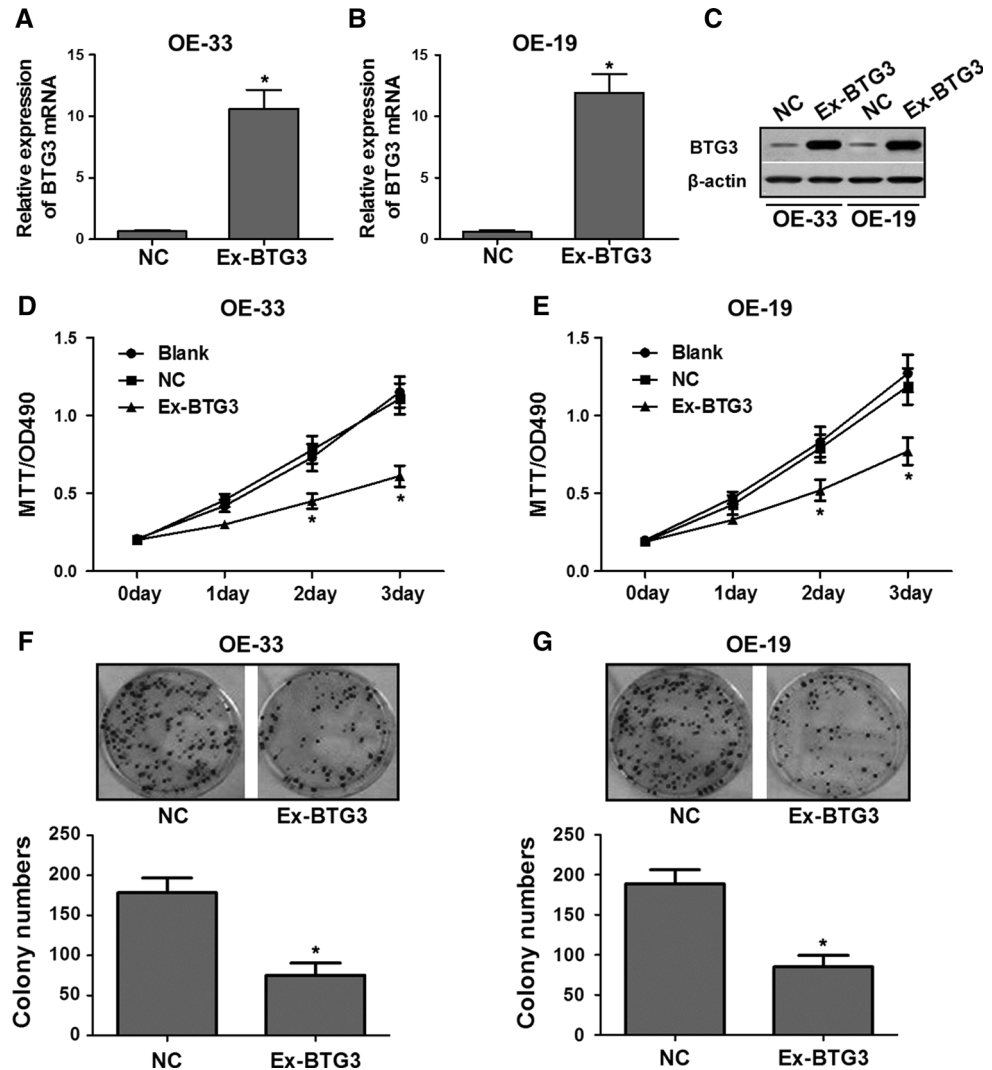 A
OE-33
Relative expression
of BTG3 mRNA
15
10
5
0
*
NC
Ex-BTG3
B
OE-19
Relative expression
of BTG3 mRNA
15
10
5
0
*
NC
Ex-BTG3
C
NC
Ex-BTG3
NC
Ex-BTG3
BTG3
β-actin
OE-33
OE-19
D
OE-33
MTT/OD490
1.5
1.0
0.5
0.0
Blank
NC
Ex-BTG3
*
*
0day
1day
2day
3day
E
OE-19
MTT/OD490
1.5
1.0
0.5
0.0
Blank
NC
Ex-BTG3
*
*
0day
1day
2day
3day
F
OE-33
NC
Ex-BTG3
Colony numbers
250
200
150
100
50
0
*
NC
Ex-BTG3
G
OE-19
NC
Ex-BTG3
Colony numbers
250
200
150
100
50
0
*
NC
Ex-BTG3